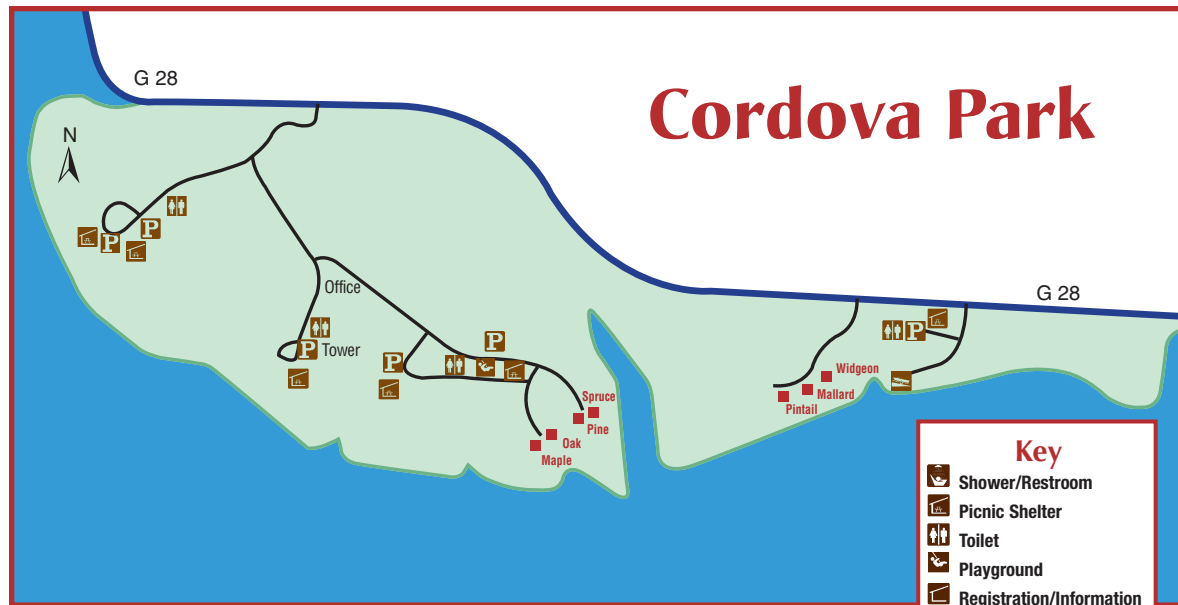 G 28
Cordova Park
N
Office
Tower
P
P
P
P
P
Spruce
Pine
Oak
Maple
G 28
P
Widgeon
Mallard
Pintail
Key
Shower/Restroom
Picnic Shelter
Toilet
Playground
Registration/Information